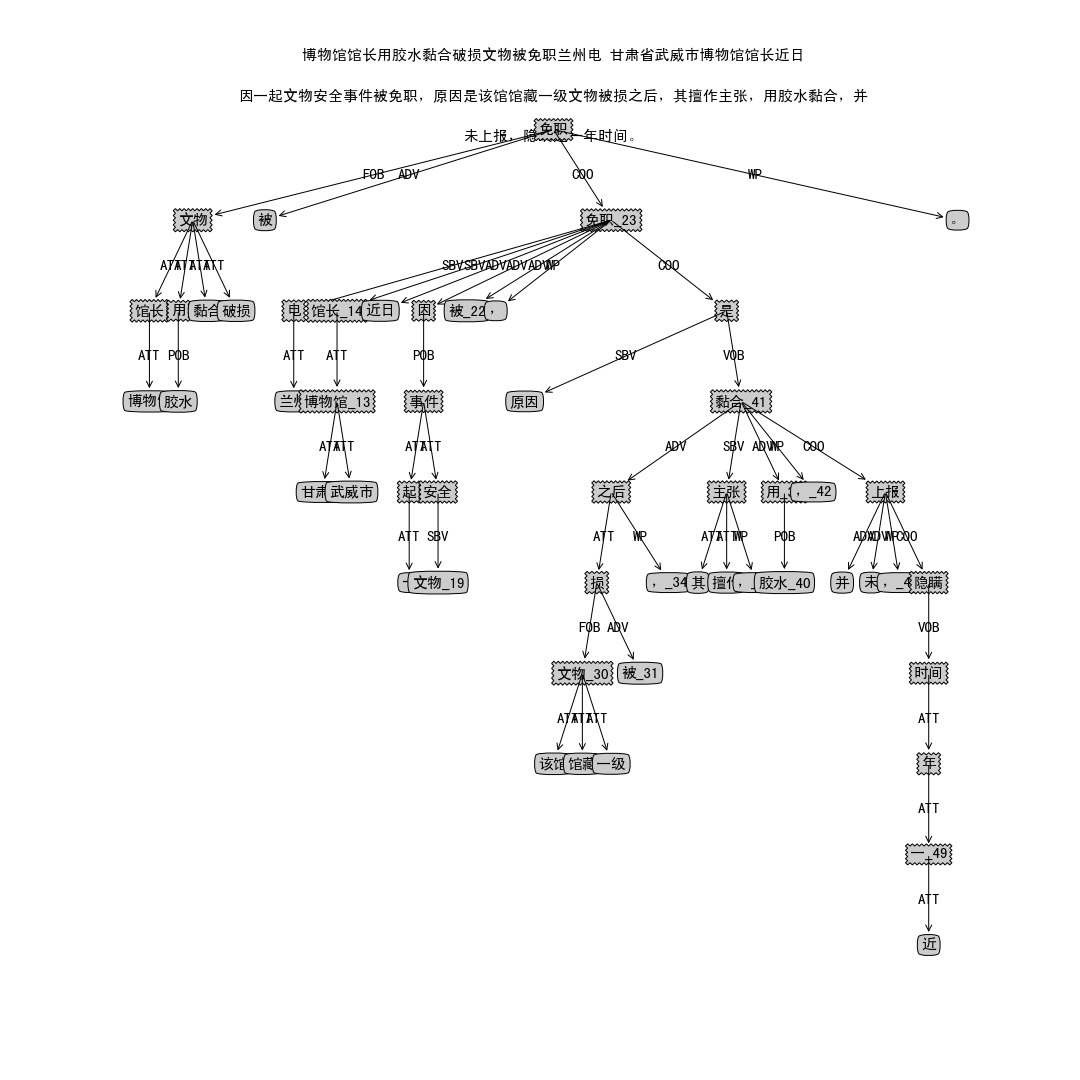 博物馆馆长用胶水黏合破损文物被免职兰州电 甘肃省武威市博物馆馆长近日
因一起文物安全事件被免职，原因是该馆馆藏一级文物被损之后，其擅作主张，用胶水黏合，并
未上报，隐 年时间。
免职
FOB ADV COO WP
文物 被 免职_23 。
ATT ATT ATT ATT SBV SBV ADV ADV ADV WP COO
馆长 用 黏合 破损 电 馆长_14 近日 因 被_22 ， 是
ATT POB ATT ATT POB SBV VOB
博物 胶水 兰州 博物馆_13 事件 原因 黏合_41
ATT ATT ATT ATT ADV SBV ADV WP COO
甘肃 武威市 起 安全 之后 主张 用_ ，_42 上报
ATT SBV ATT WP ATT ATT WP POB ADV ADV WP COO
文物_19 损 ，_34 其 擅作 ，_ 胶水_40 并 未 ，_4 隐瞒
FOB ADV VOB
文物_30 被_31 时间
ATT ATT ATT ATT
该馆 馆藏 一级 年
ATT
一_49
ATT
近